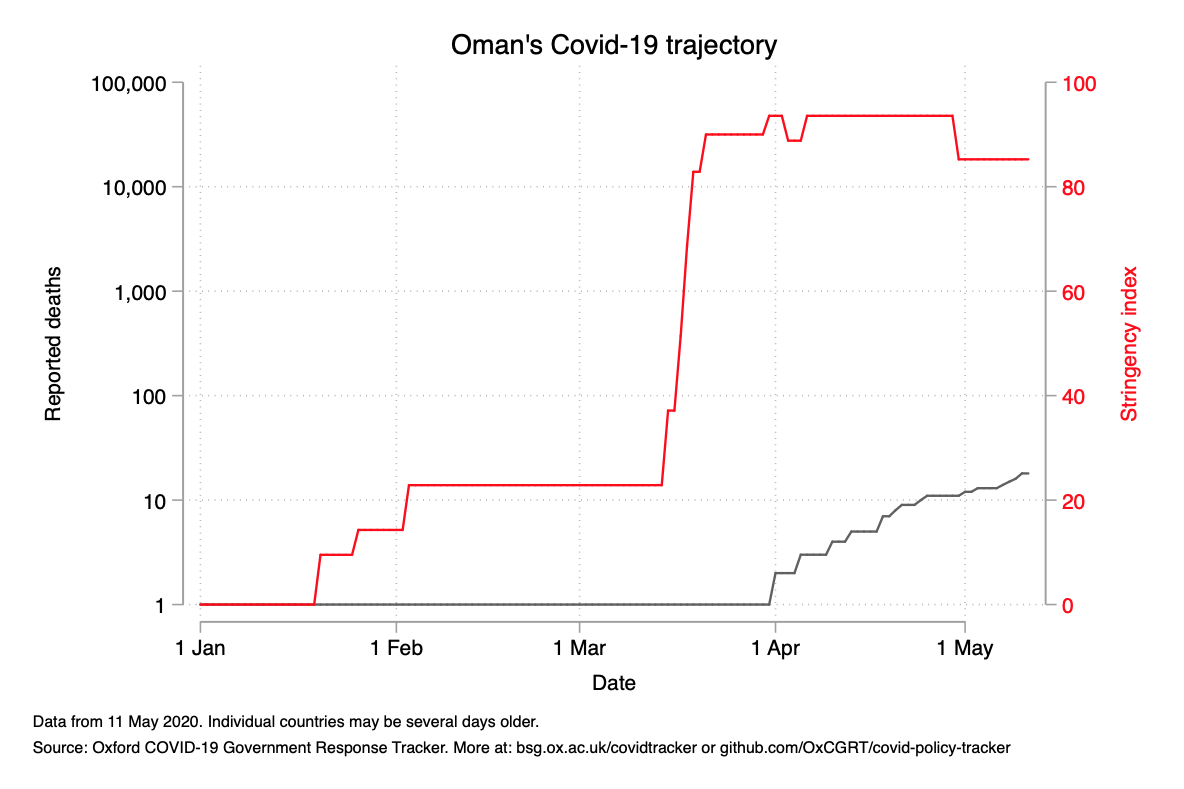 Oman's Covid-19 trajectory
100,000
10,000
1,000
100
10
1
Reported deaths
100
80
60
40
20
0
Stringency index
1 Jan
1 Feb
1 Mar
1 Apr
1 May
Date
Data from 11 May 2020. Individual countries may be several days older.
Source: Oxford COVID-19 Government Response Tracker. More at: bsg.ox.ac.uk/covidtracker or github.com/OxCGRT/covid-policy-tracker